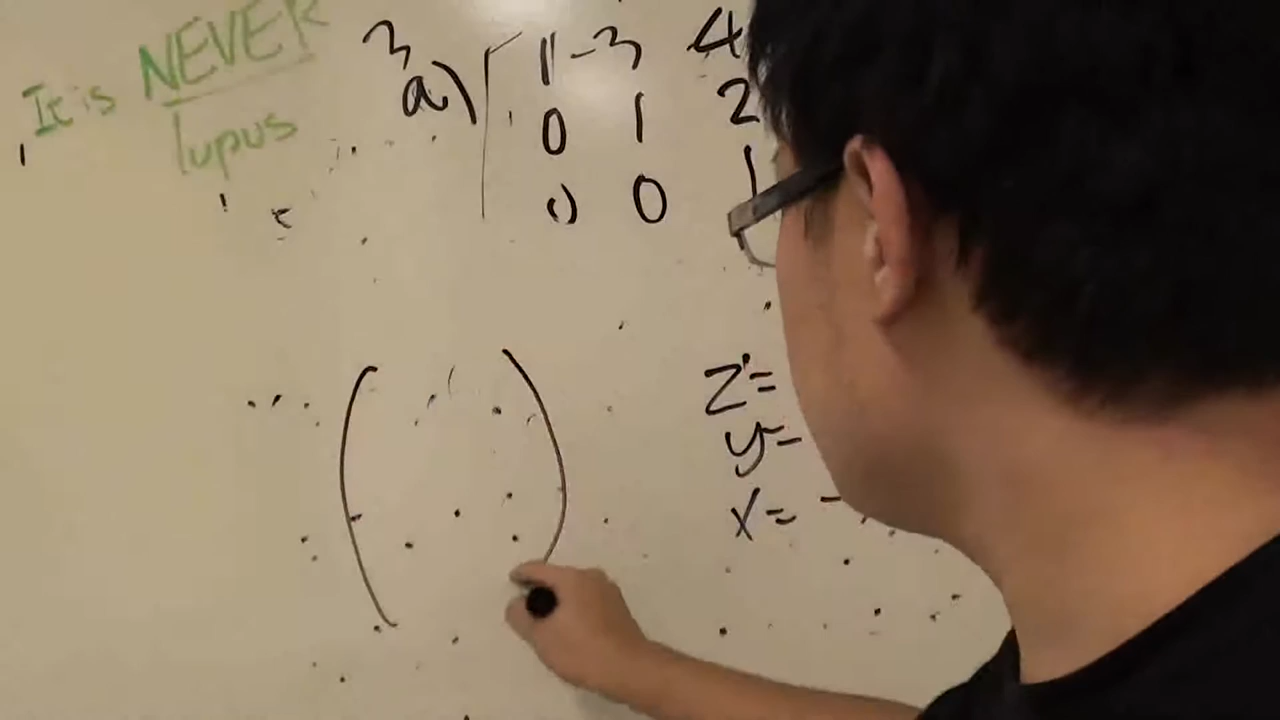 It is NEVER
lupus
3
a) 1 -3 4
0 1 2
0 0 1
z=
y=
x= -